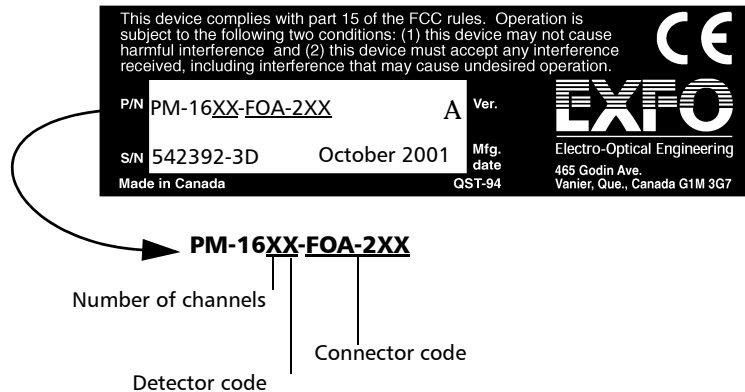 This device complies with part 15 of the FCC rules.  Operation is
subject to the following two conditions: (1) this device may not cause
harmful interference  and (2) this device must accept any interference
received, including interference that may cause undesired operation.
CE
P/N PM-16XX-FOA-2XX A Ver.
EXFO
S/N 542392-3D October 2001 Mfg. date
Electro-Optical Engineering
465 Godin Ave.
Vanier, Que., Canada G1M 3G7
Made in Canada QST-94
PM-16XX-FOA-2XX
Number of channels
Connector code
Detector code